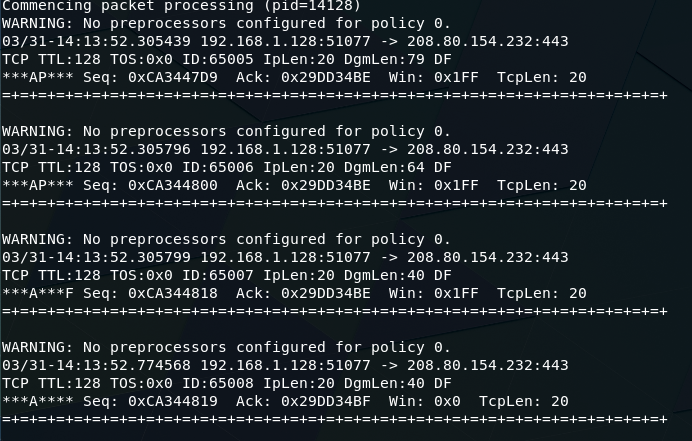 Commencing packet processing (pid=14128)
WARNING: No preprocessors configured for policy 0.
03/31-14:13:52.305439 192.168.1.128:51077 -> 208.80.154.232:443
TCP TTL:128 TOS:0x0 ID:65005 IpLen:20 DgmLen:79 DF
***AP*** Seq: 0xCA3447D9  Ack: 0x29DD34BE  Win: 0x1FF  TcpLen: 20
=+=+=+=+=+=+=+=+=+=+=+=+=+=+=+=+=+=+=+=+=+=+=+=+=+=+=+=+=+=+=+=+=+=+=+=+=+

WARNING: No preprocessors configured for policy 0.
03/31-14:13:52.305796 192.168.1.128:51077 -> 208.80.154.232:443
TCP TTL:128 TOS:0x0 ID:65006 IpLen:20 DgmLen:64 DF
***AP*** Seq: 0xCA344800  Ack: 0x29DD34BE  Win: 0x1FF  TcpLen: 20
=+=+=+=+=+=+=+=+=+=+=+=+=+=+=+=+=+=+=+=+=+=+=+=+=+=+=+=+=+=+=+=+=+=+=+=+=+

WARNING: No preprocessors configured for policy 0.
03/31-14:13:52.305799 192.168.1.128:51077 -> 208.80.154.232:443
TCP TTL:128 TOS:0x0 ID:65007 IpLen:20 DgmLen:40 DF
***A***F Seq: 0xCA344818  Ack: 0x29DD34BE  Win: 0x1FF  TcpLen: 20
=+=+=+=+=+=+=+=+=+=+=+=+=+=+=+=+=+=+=+=+=+=+=+=+=+=+=+=+=+=+=+=+=+=+=+=+=+

WARNING: No preprocessors configured for policy 0.
03/31-14:13:52.774568 192.168.1.128:51077 -> 208.80.154.232:443
TCP TTL:128 TOS:0x0 ID:65008 IpLen:20 DgmLen:40 DF
***A**** Seq: 0xCA344819  Ack: 0x29DD34BF  Win: 0x0  TcpLen: 20
=+=+=+=+=+=+=+=+=+=+=+=+=+=+=+=+=+=+=+=+=+=+=+=+=+=+=+=+=+=+=+=+=+=+=+=+=+